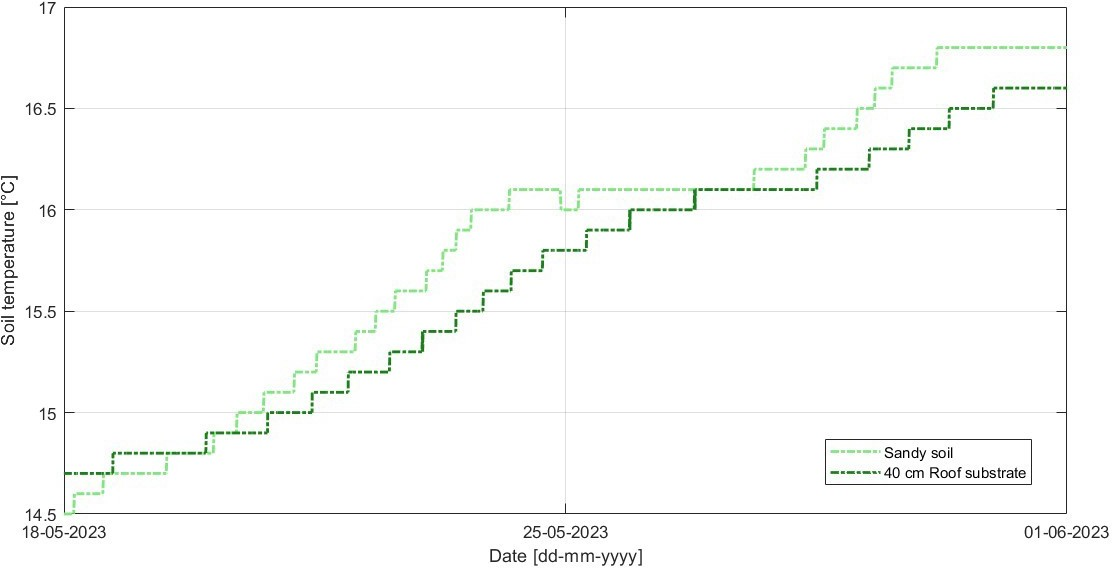 17
16.5
16
15.5
15
14.5
Soil temperature [°C]
18-05-2023 25-05-2023 01-06-2023
Date [dd-mm-yyyy]
Sandy soil
40 cm Roof substrate